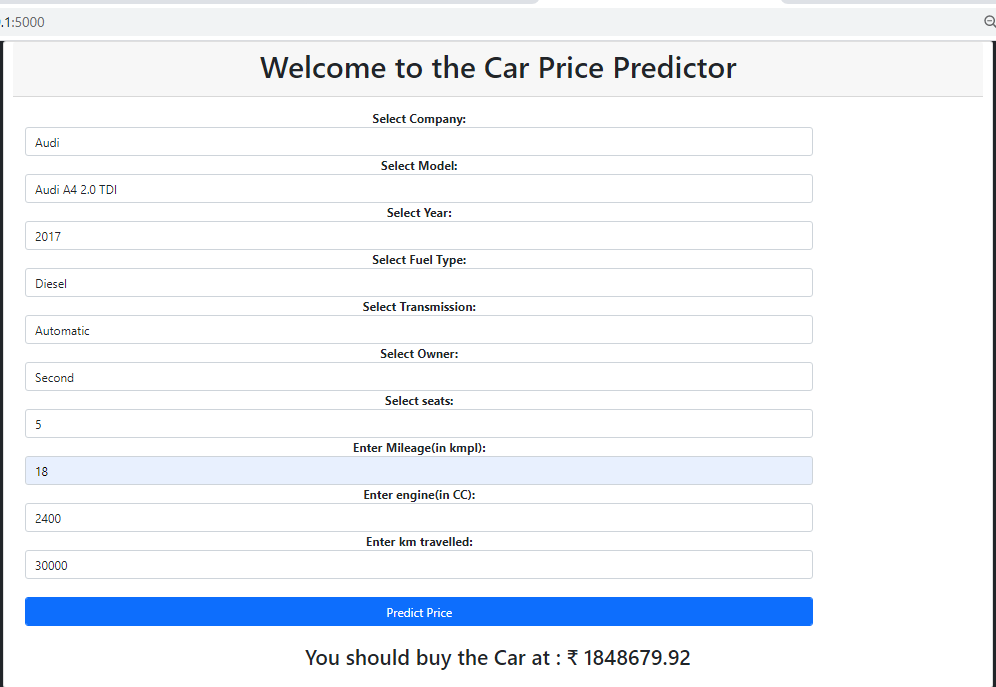 .1:5000
Welcome to the Car Price Predictor
Select Company:
Audi
Select Model:
Audi A4 2.0 TDI
Select Year:
2017
Select Fuel Type:
Diesel
Select Transmission:
Automatic
Select Owner:
Second
Select seats:
5
Enter Mileage(in kmpl):
18
Enter engine(in CC):
2400
Enter km travelled:
30000
Predict Price
You should buy the Car at : ₹ 1848679.92